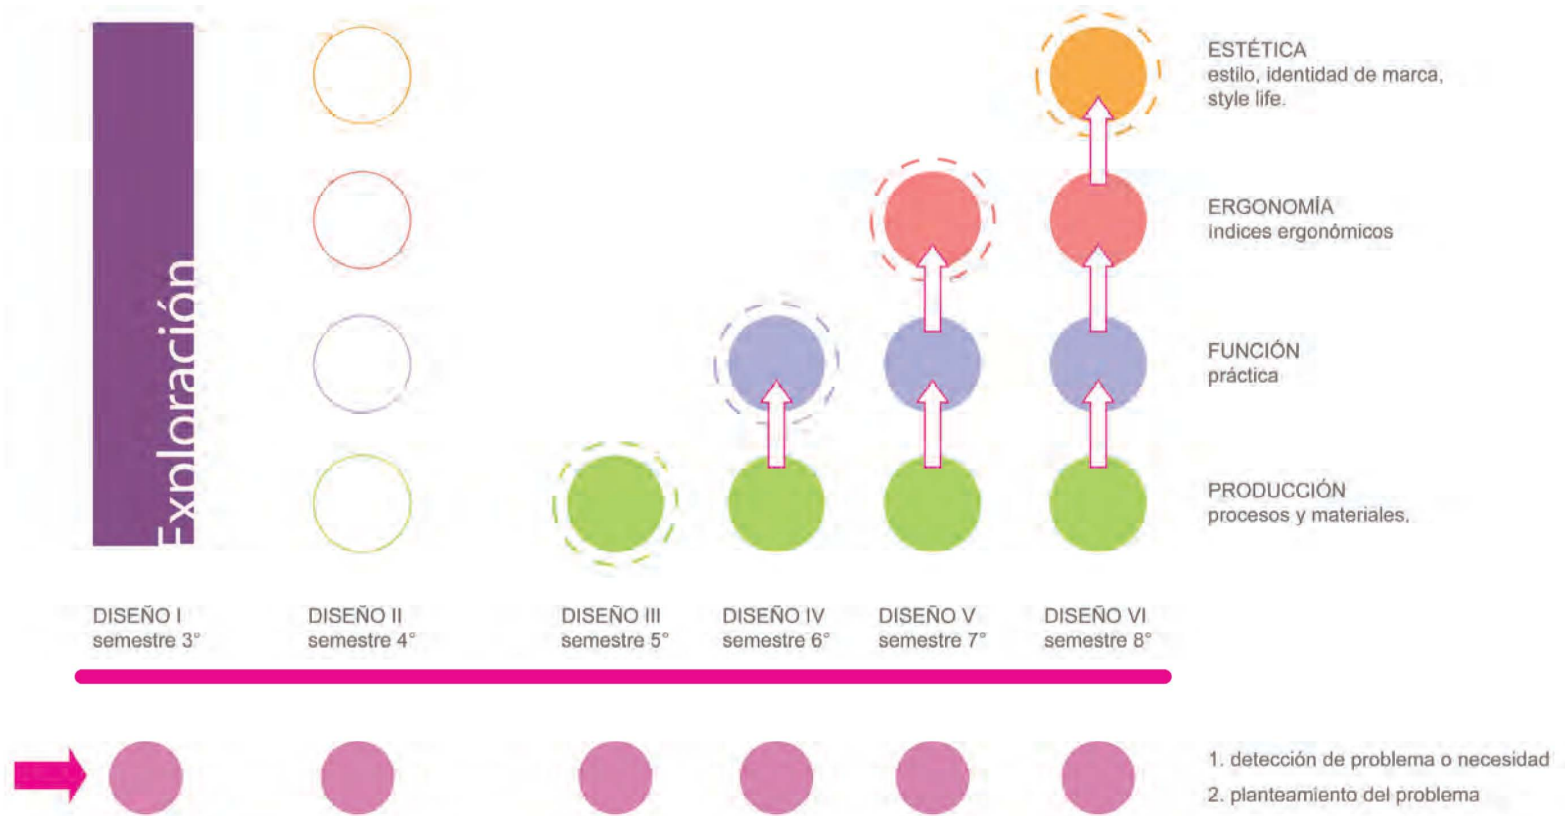 Exploración
ESTÉTICA
estilo, identidad de marca,
style life.
ERGONOMÍA
índices ergonómicos
FUNCIÓN
práctica
PRODUCCIÓN
procesos y materiales.
DISEÑO I
semestre 3°
DISEÑO II
semestre 4°
DISEÑO III
semestre 5°
DISEÑO IV
semestre 6°
DISEÑO V
semestre 7°
DISEÑO VI
semestre 8°
1. detección de problema o necesidad
2. planteamiento del problema